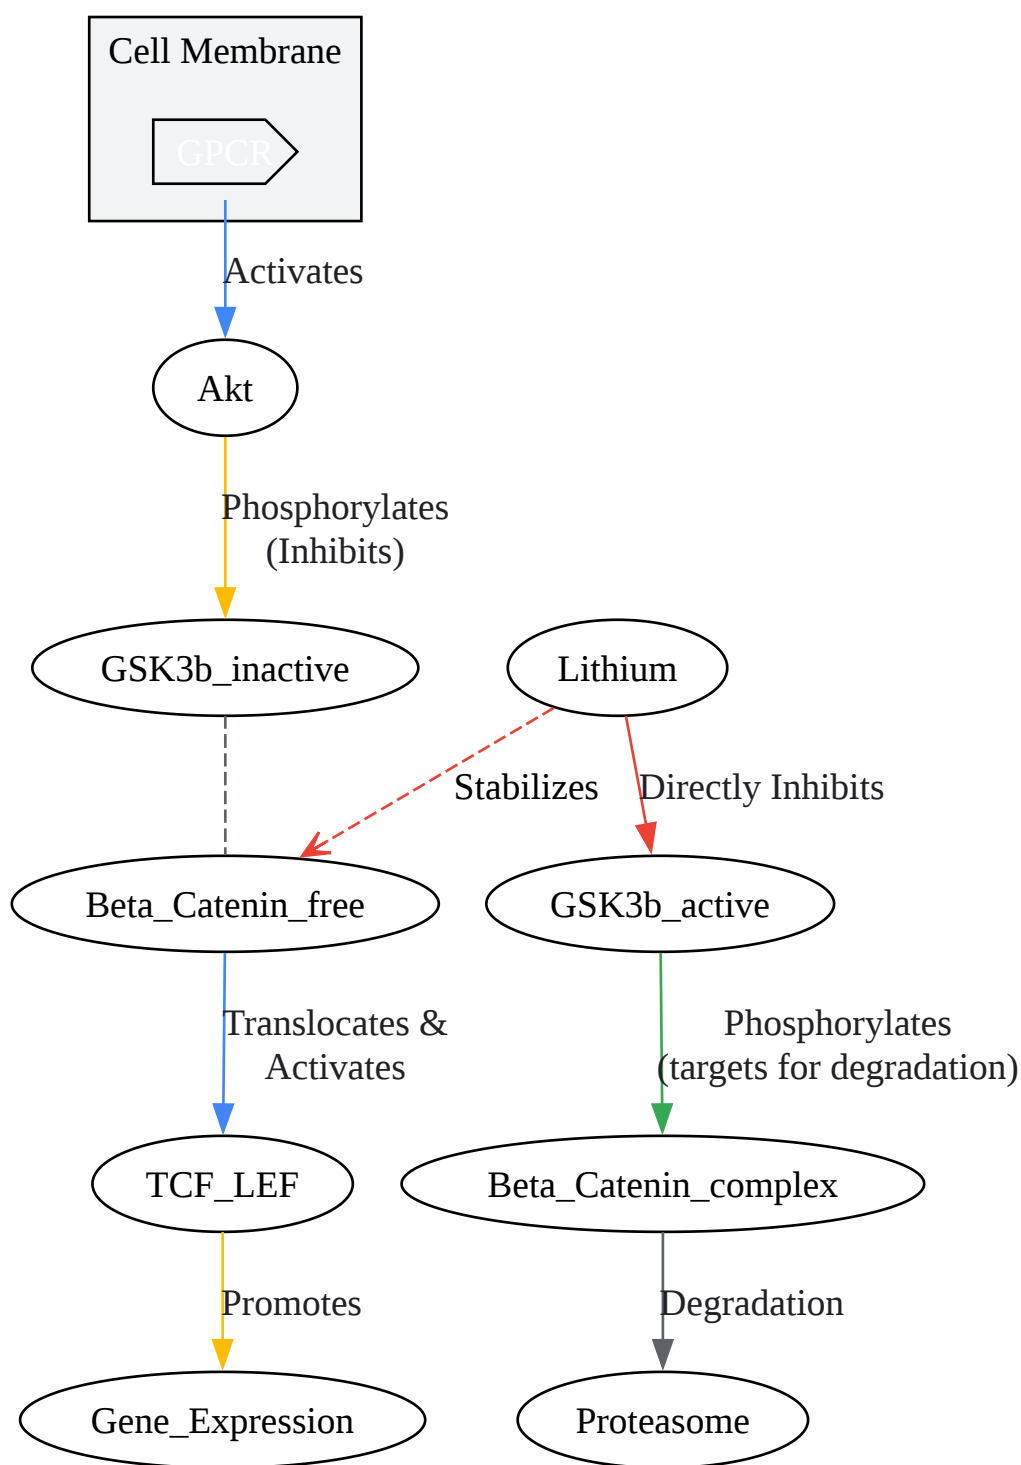 Cell Membrane
GPCR
Activates
Akt
Phosphorylates
(Inhibits)
GSK3b_inactive
Lithium
Stabilizes
Directly Inhibits
Beta_Catenin_free
GSK3b_active
Translocates &
Activates
Phosphorylates
(targets for degradation)
TCF_LEF
Beta_Catenin_complex
Promotes
Degradation
Gene_Expression
Proteasome